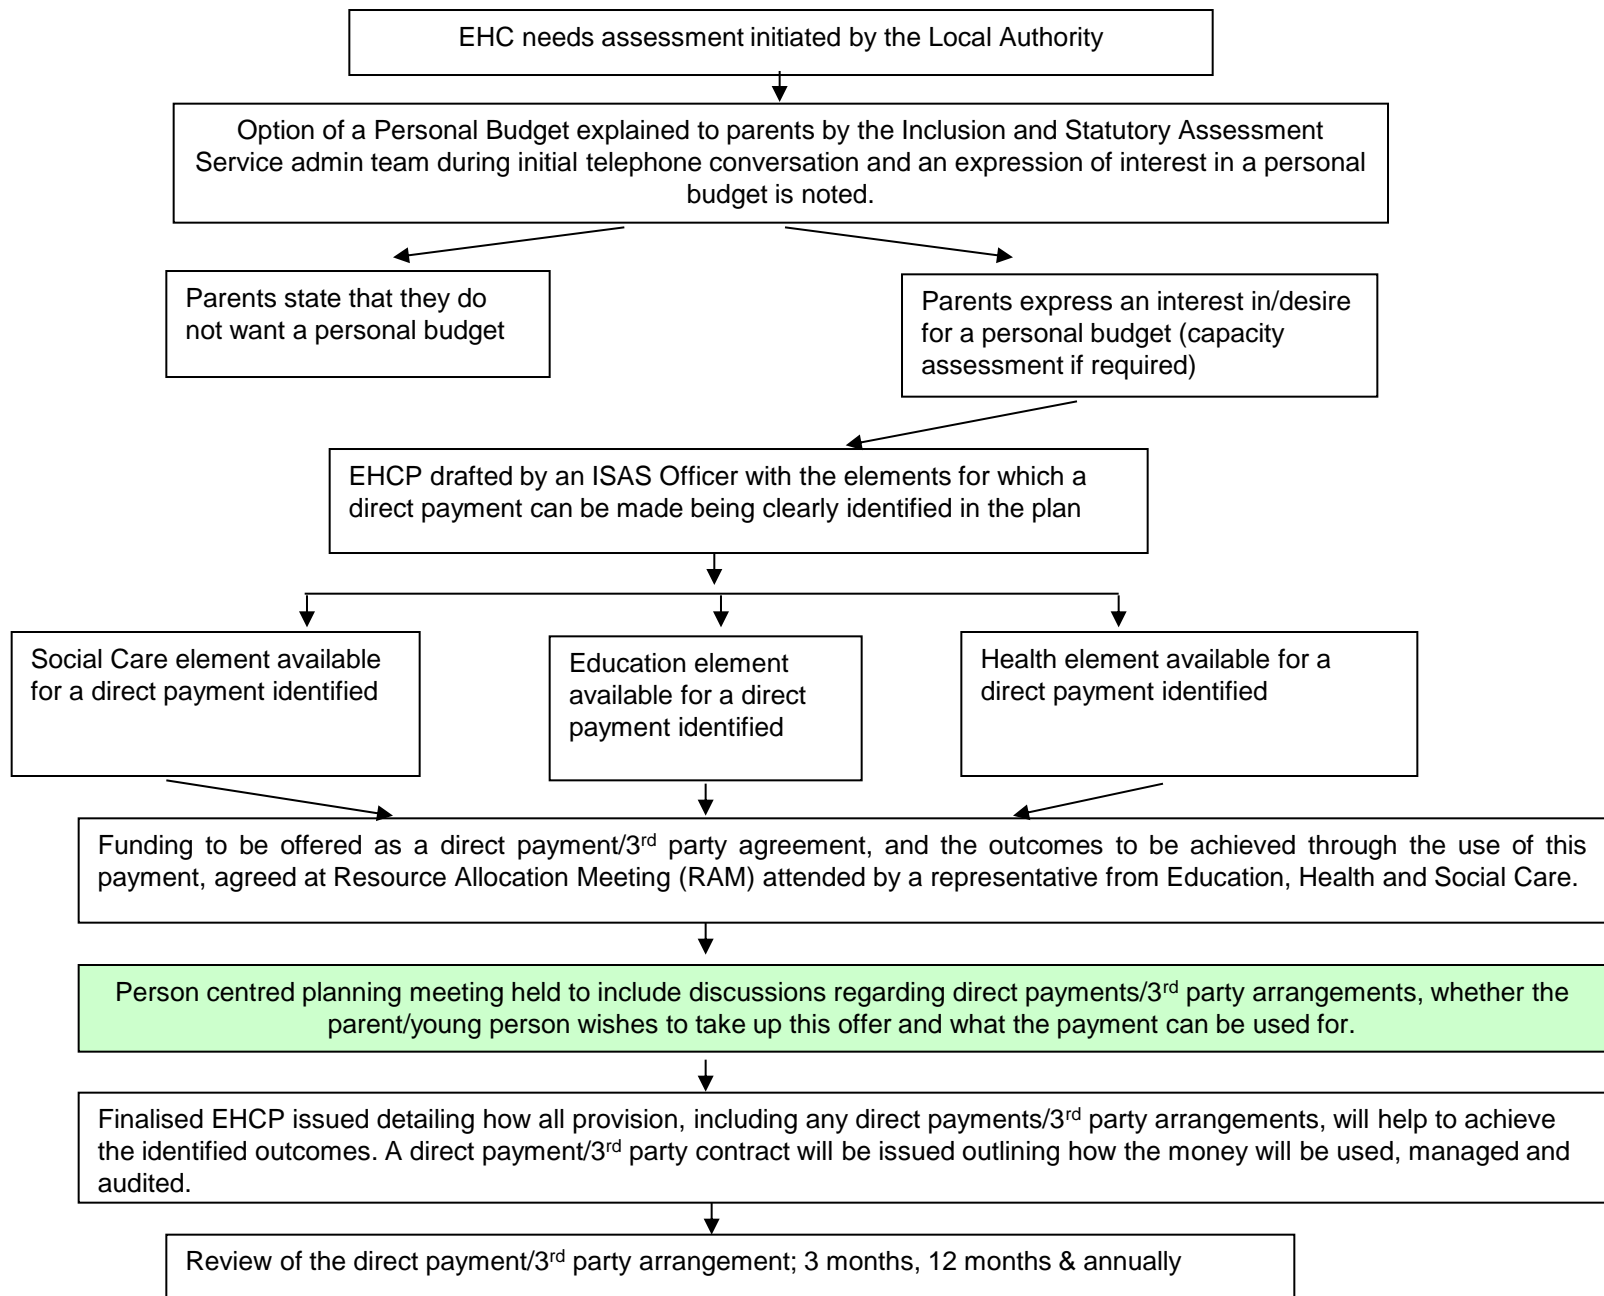 EHC needs assessment initiated by the Local Authority
Option of a Personal Budget explained to parents by the Inclusion and Statutory Assessment
Service admin team during initial telephone conversation and an expression of interest in a personal
budget is noted.
Parents state that they do
not want a personal budget
Parents express an interest in/desire
for a personal budget (capacity
assessment if required)
EHCP drafted by an ISAS Officer with the elements for which a
direct payment can be made being clearly identified in the plan
Social Care element available
for a direct payment identified
Education element
available for a direct
payment identified
Health element available for a
direct payment identified
Funding to be offered as a direct payment/3rd party agreement, and the outcomes to be achieved through the use of this
payment, agreed at Resource Allocation Meeting (RAM) attended by a representative from Education, Health and Social Care.
Person centred planning meeting held to include discussions regarding direct payments/3rd party arrangements, whether the
parent/young person wishes to take up this offer and what the payment can be used for.
Finalised EHCP issued detailing how all provision, including any direct payments/3rd party arrangements, will help to achieve
the identified outcomes. A direct payment/3rd party contract will be issued outlining how the money will be used, managed and
audited.
Review of the direct payment/3rd party arrangement; 3 months, 12 months & annually